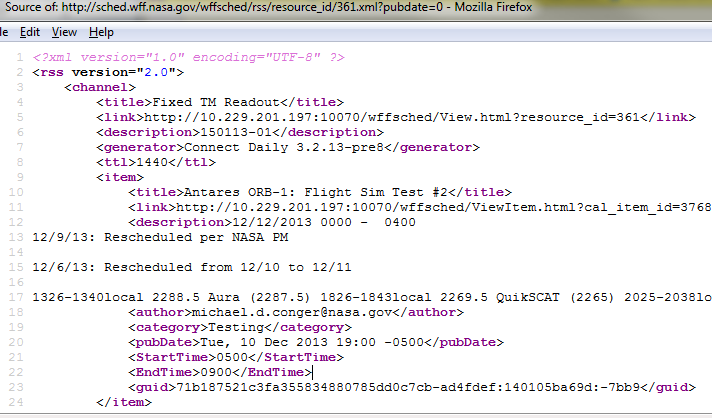 Source of: http://sched.wff.nasa.gov/wffsched/rss/resource_id/361.xml?pubdate=0 - Mozilla Firefox
Edit View Help
1 <?xml version="1.0" encoding="UTF-8" ?>
2 <rss version="2.0">
3 <channel>
4 <title>Fixed TM Readout</title>
5 <link>http://10.229.201.197:10070/wffsched/View.html?resource_id=361</link>
6 <description>150113-01</description>
7 <generator>Connect Daily 3.2.13-pre8</generator>
8 <ttl>1440</ttl>
9 <item>
10 <title>Antares ORB-1: Flight Sim Test #2</title>
11 <link>http://10.229.201.197:10070/wffsched/ViewItem.html?cal_item_id=3768
12 <description>12/12/2013 0000 - 0400
13 12/9/13: Rescheduled per NASA PM
14
15 12/6/13: Rescheduled from 12/10 to 12/11
16
17 1326-1340local 2288.5 Aura (2287.5) 1826-1843local 2269.5 QuikSCAT (2265) 2025-2038lo
18 <author>michael.d.conger@nasa.gov</author>
19 <category>Testing</category>
20 <pubDate>Tue, 10 Dec 2013 19:00 -0500</pubDate>
21 <StartTime>0500</StartTime>
22 <EndTime>0900</EndTime>
23 <guid>71b187521c3fa355834880785dd0c7cb-ad4fdef:140105ba69d:-7bb9</guid>
24 </item>